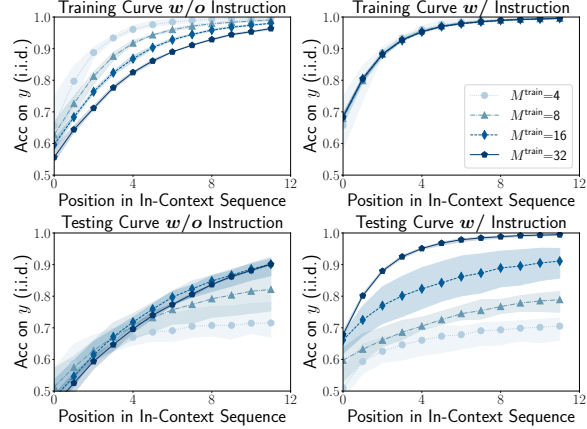 Training Curve w/o Instruction
Acc on y (i.i.d.)
1.0
0.9
0.8
0.7
0.6
0.5
0 4 8 12
Position in In-Context Sequence
Training Curve w/ Instruction
Acc on y (i.i.d.)
1.0
0.9
0.8
0.7
0.6
0.5
M^train=4
M^train=8
M^train=16
M^train=32
0 4 8 12
Position in In-Context Sequence
Testing Curve w/o Instruction
Acc on y (i.i.d.)
1.0
0.9
0.8
0.7
0.6
0.5
0 4 8 12
Position in In-Context Sequence
Testing Curve w/ Instruction
Acc on y (i.i.d.)
1.0
0.9
0.8
0.7
0.6
0.5
0 4 8 12
Position in In-Context Sequence